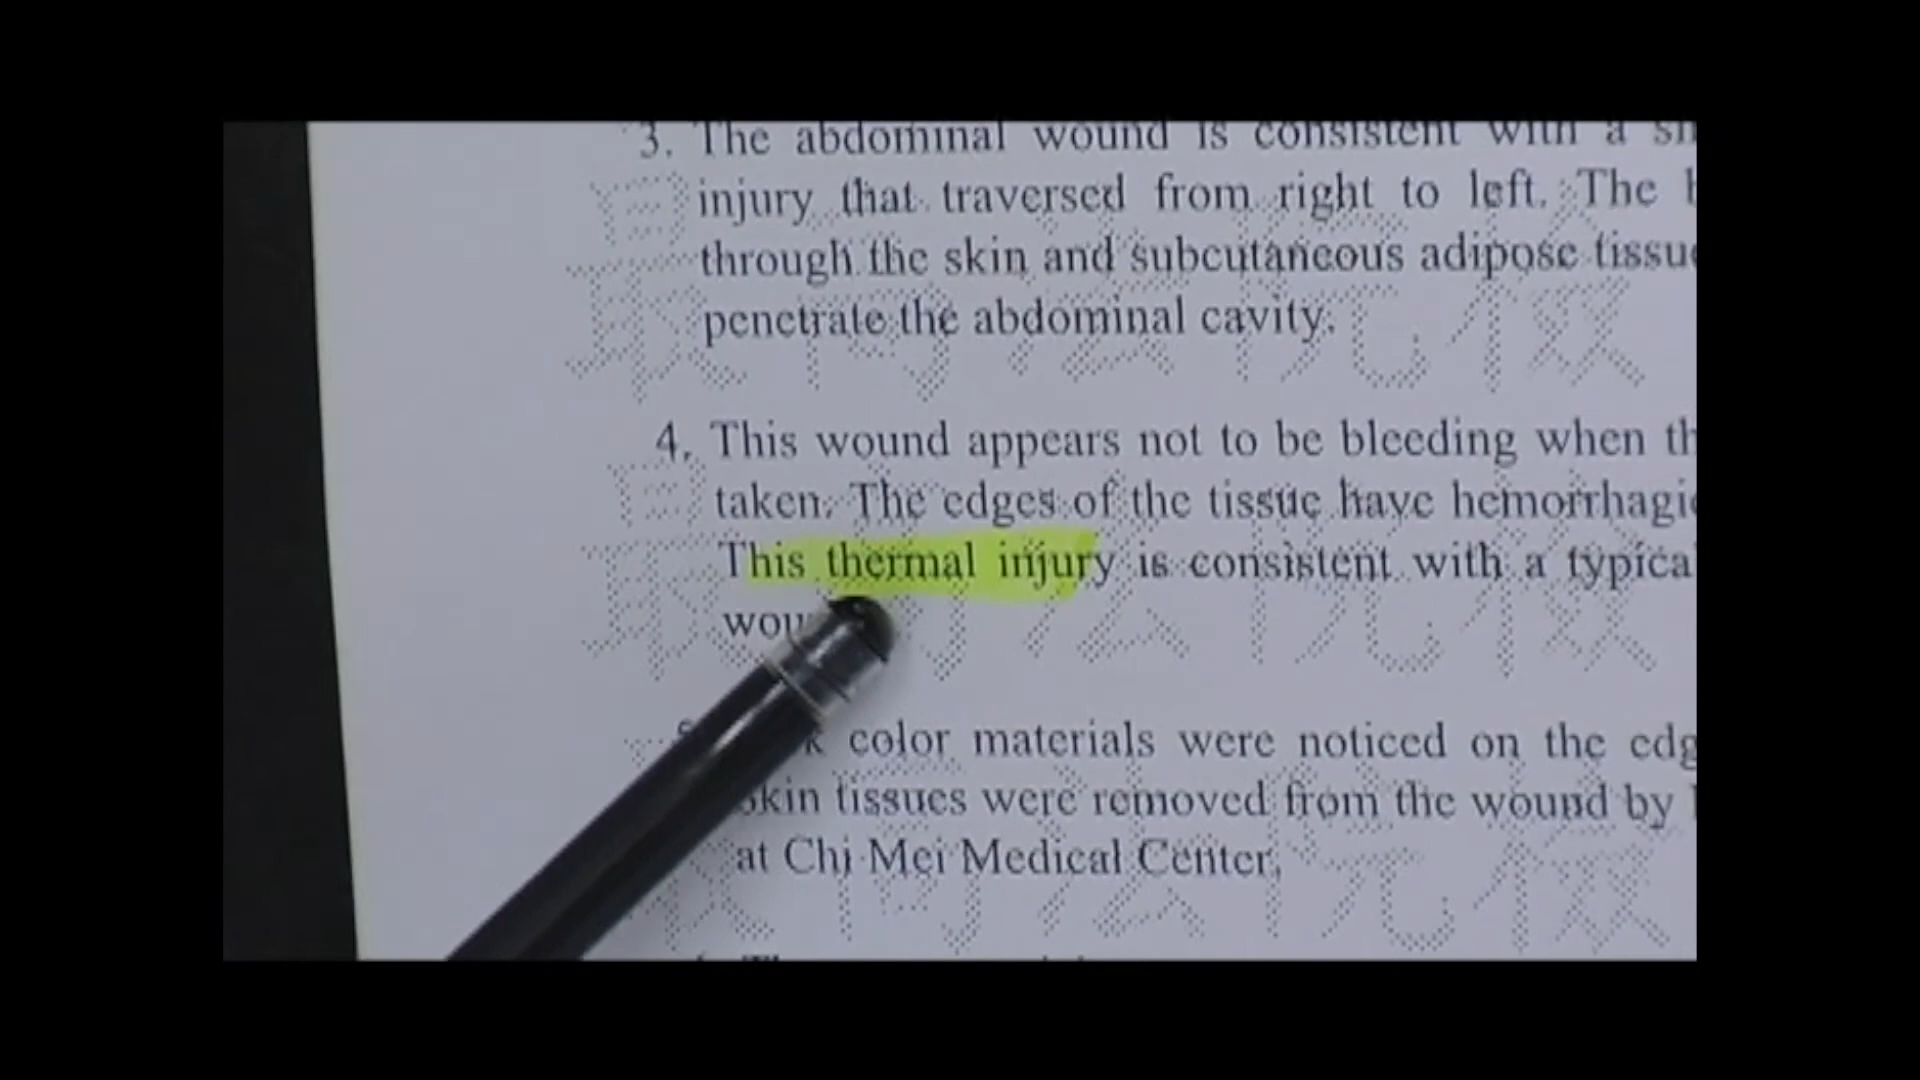 3. The abdominal wound is consistent with a
injury that traversed from right to left. The
through the skin and subcutaneous adipose
penetrate the abdominal cavity.
4. This wound appears not to be bleeding when
taken. The edges of the tissue have
This thermal injury is consistent with a
color materials were noticed on the
skin tissues were removed from the wound by
at Chi Mei Medical Center,